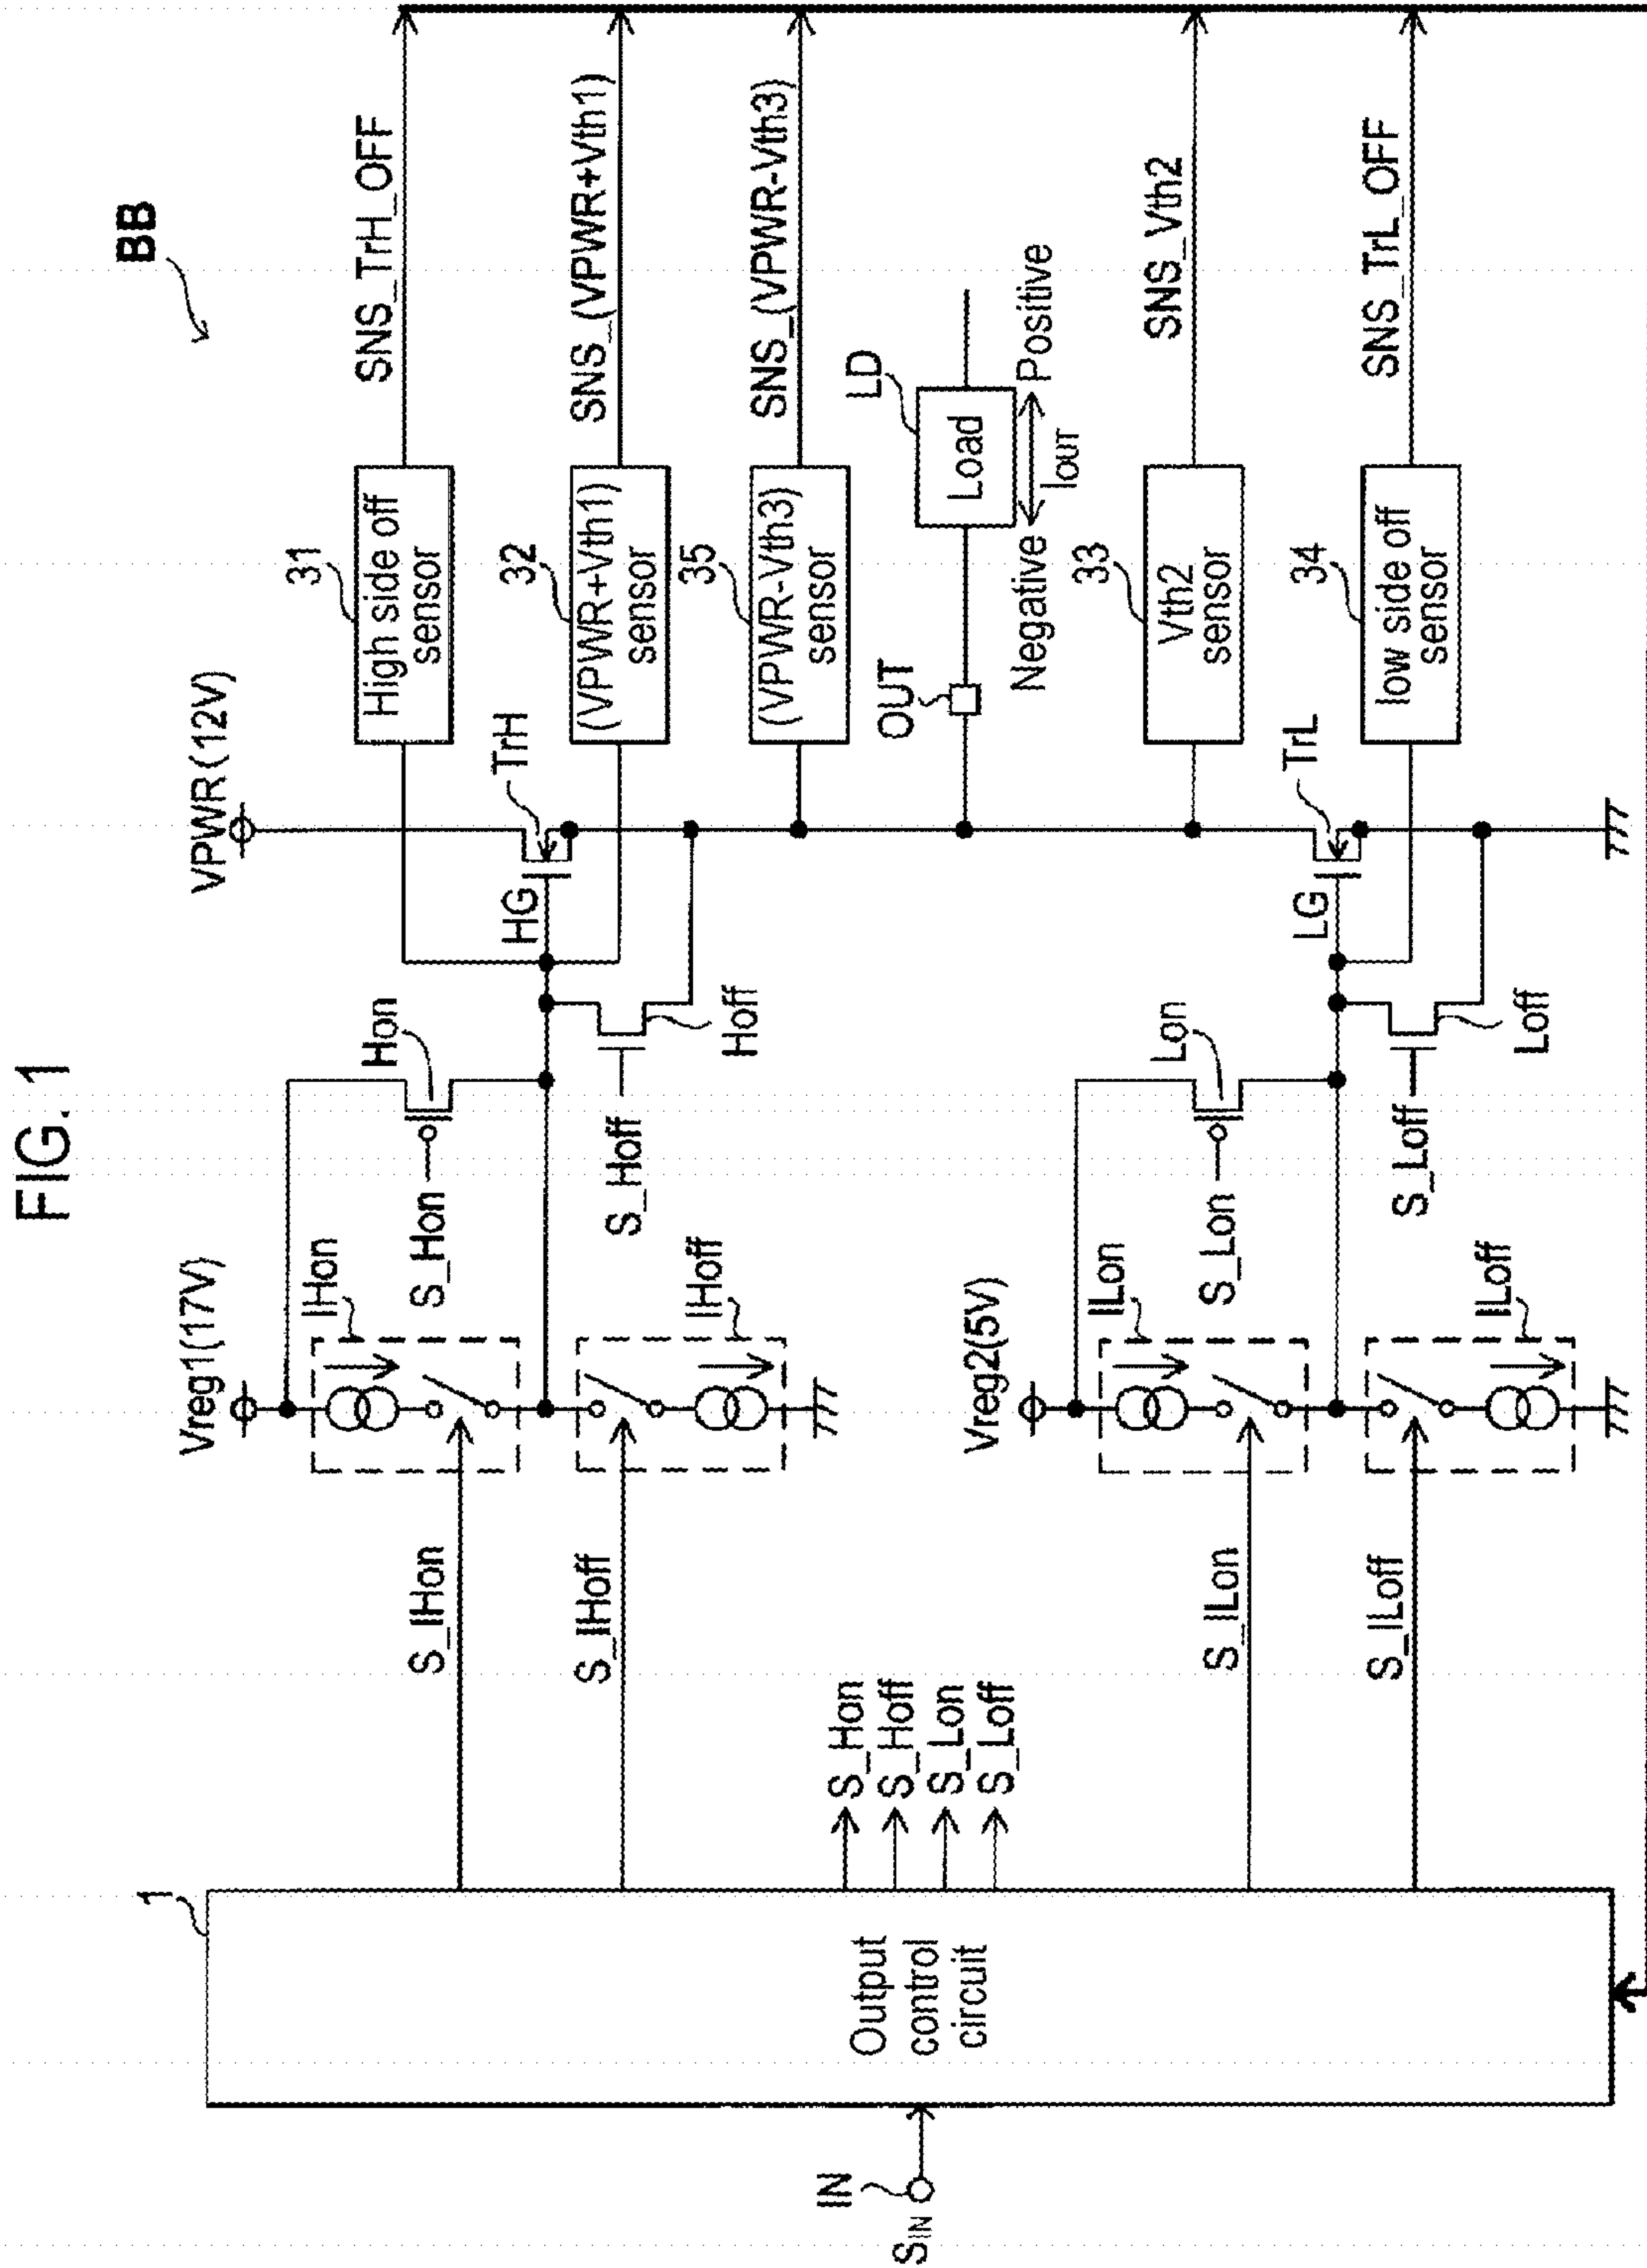 FIG. 1
BB
1
Output
control
circuit
IN
SIN
S_IHon
S_IHoff
S_Hon
S_Hoff
S_Lon
S_Loff
S_ILon
S_ILoff
Vreg1(17V)
IHon
IHoff
Vreg2(5V)
ILon
ILoff
Hon
S_Hon
Hoff
S_Hoff
Lon
S_Lon
Loff
S_Loff
VPWR(12V)
HG
TrH
LG
TrL
31
High side off
sensor
32
(VPWR+Vth1)
sensor
35
(VPWR-Vth3)
sensor
OUT
LD
Load
Negative
Positive
IOUT
33
Vth2
sensor
34
low side off
sensor
SNS_TrH_OFF
SNS_(VPWR+Vth1)
SNS_(VPWR-Vth3)
SNS_Vth2
SNS_TrL_OFF